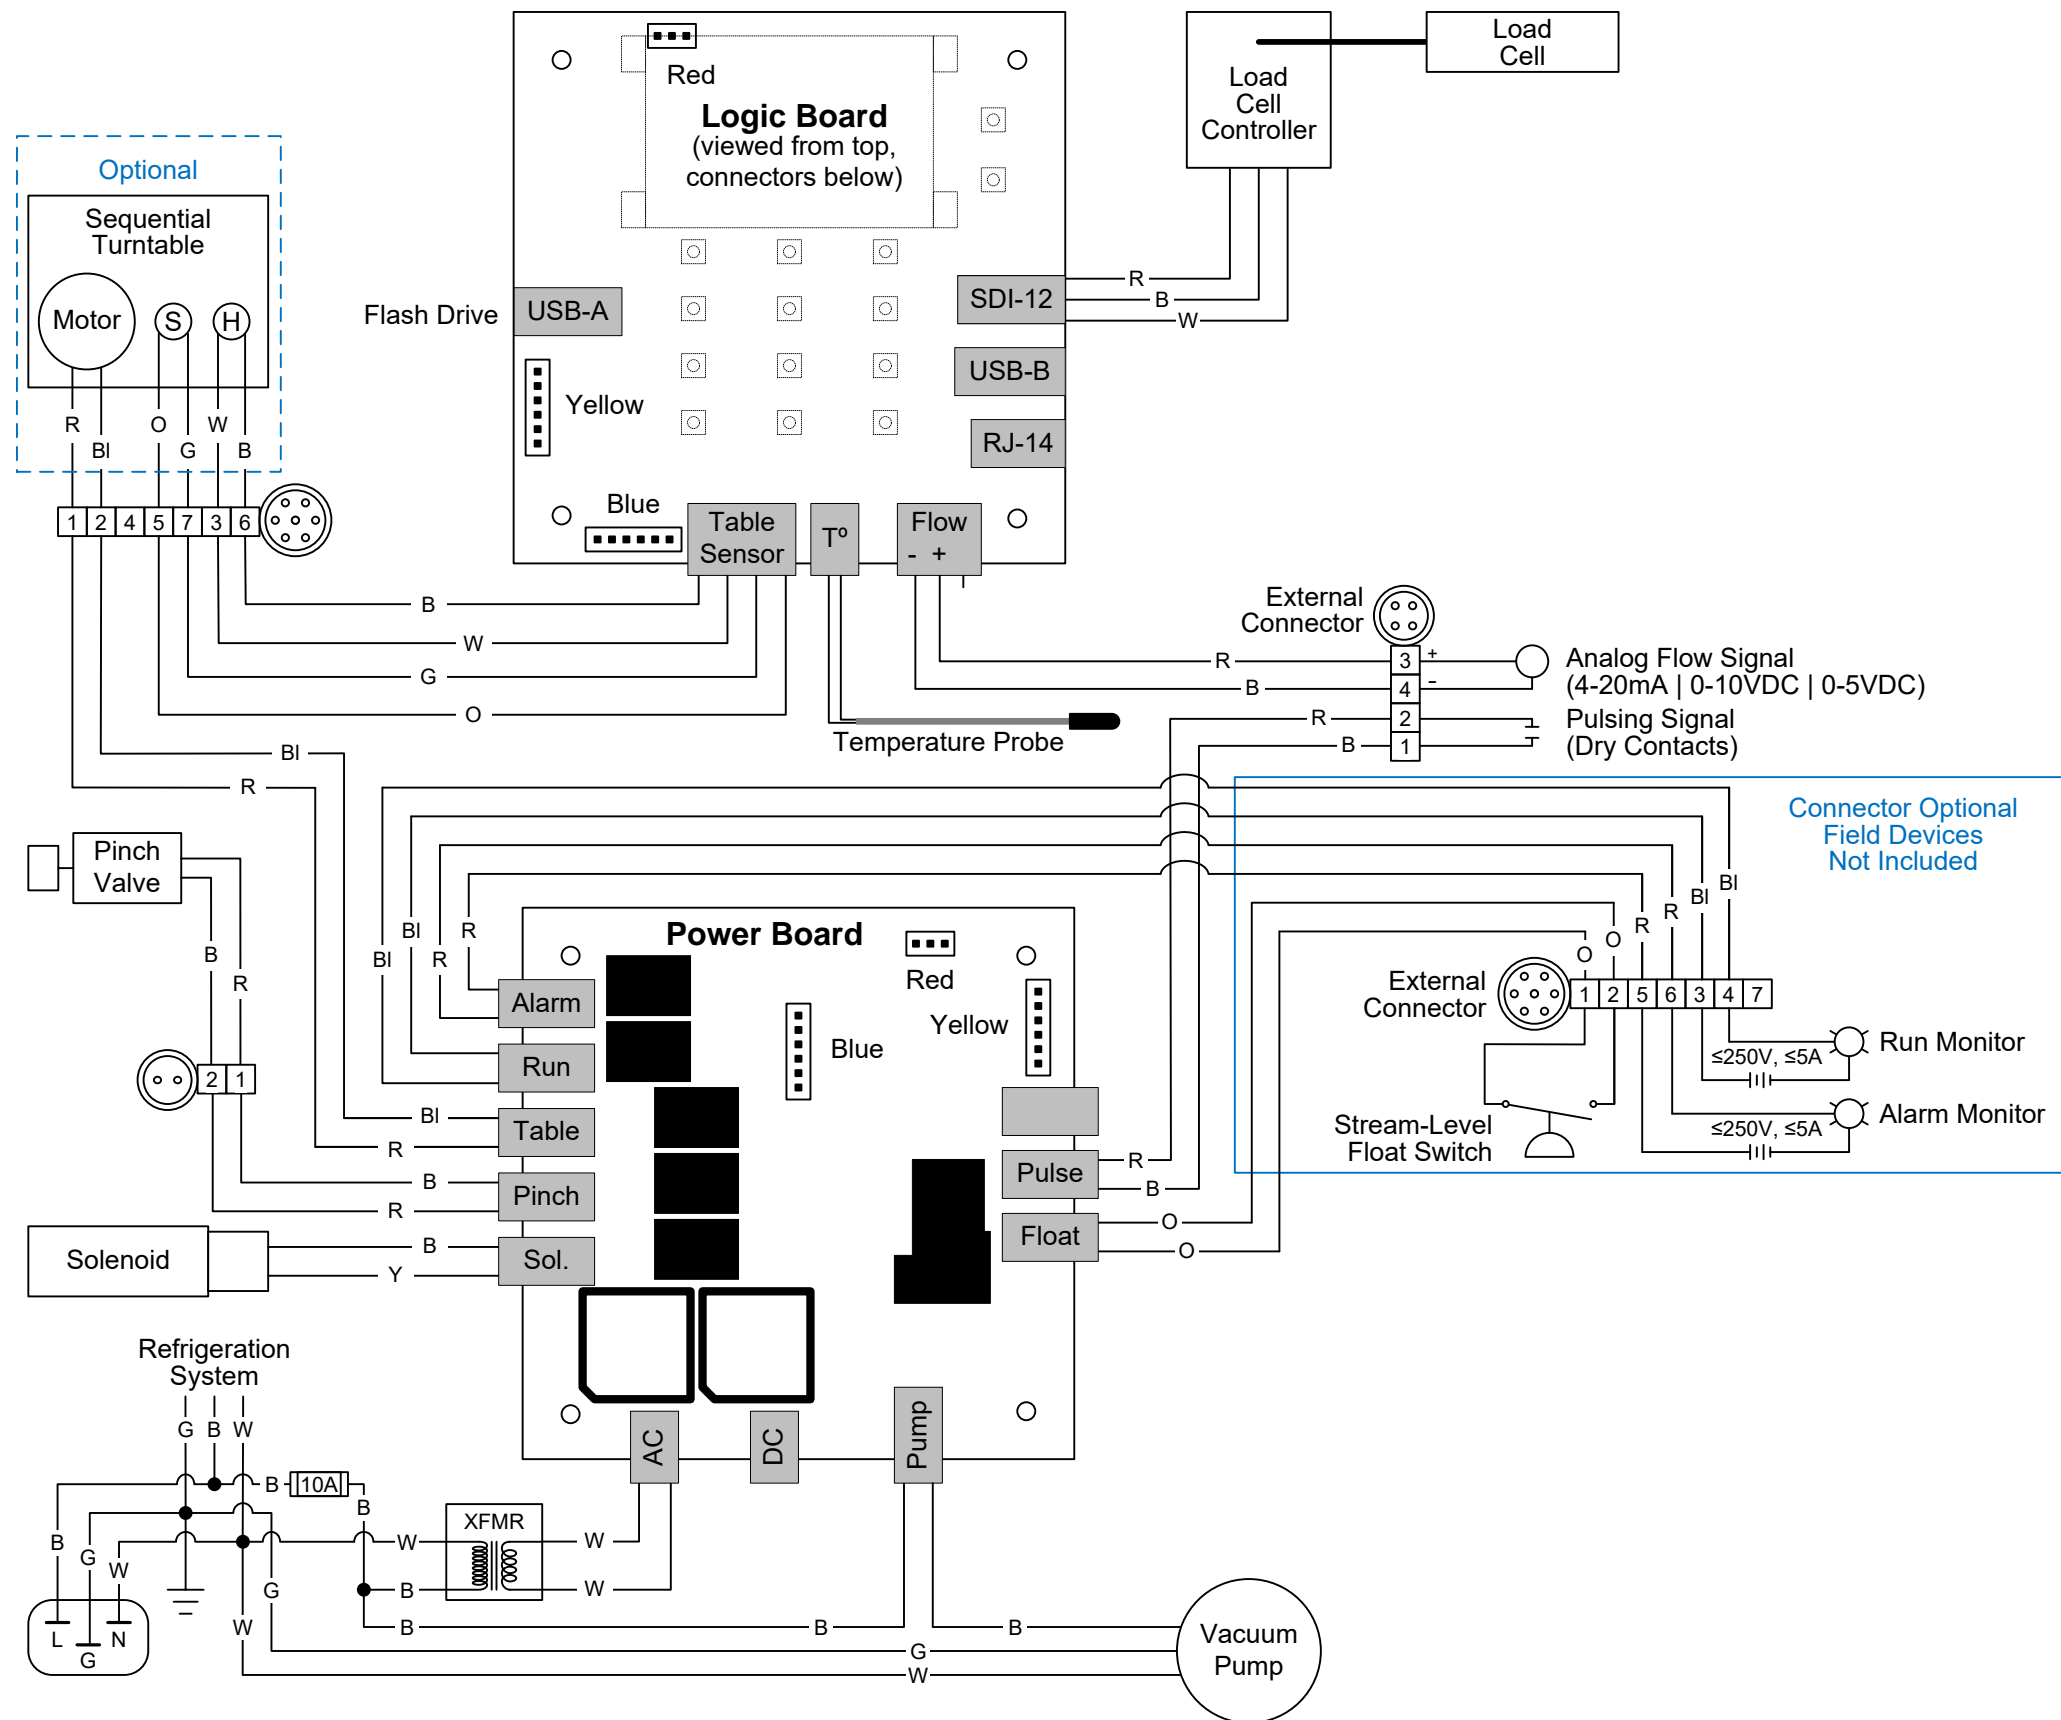 Load
Cell
Load
Cell
Controller
Red
Logic Board
(viewed from top,
connectors below)
Optional
Sequential
Turntable
Motor
S
H
Flash Drive
USB-A
SDI-12
R
B
W
USB-B
RJ-14
Yellow
R
Bl
O
G
W
B
1 2 4 5 7 3 6
Blue
Table
Sensor
Tº
Flow
- +
B
W
G
O
Bl
R
External
Connector
R
B
R
B
3
4
2
1
+
-
Analog Flow Signal
(4-20mA | 0-10VDC | 0-5VDC)
Pulsing Signal
(Dry Contacts)
Temperature Probe
Connector Optional
Field Devices
Not Included
Pinch
Valve
B
R
2 1
Bl
Bl
R
R
Power Board
Red
Yellow
Blue
Alarm
Run
Table
Pinch
Sol.
Bl
R
B
R
B
Y
Solenoid
Pulse
Float
R
B
O
O
O
O
R
R
Bl
Bl
External
Connector
1 2 5 6 3 4 7
≤250V, ≤5A
Run Monitor
≤250V, ≤5A
Alarm Monitor
Stream-Level
Float Switch
Refrigeration
System
G B W
B
10A
B
AC
DC
Pump
XFMR
W
B
W
W
B
G
W
G
W
L
G
N
B
B
B
G
W
Vacuum
Pump